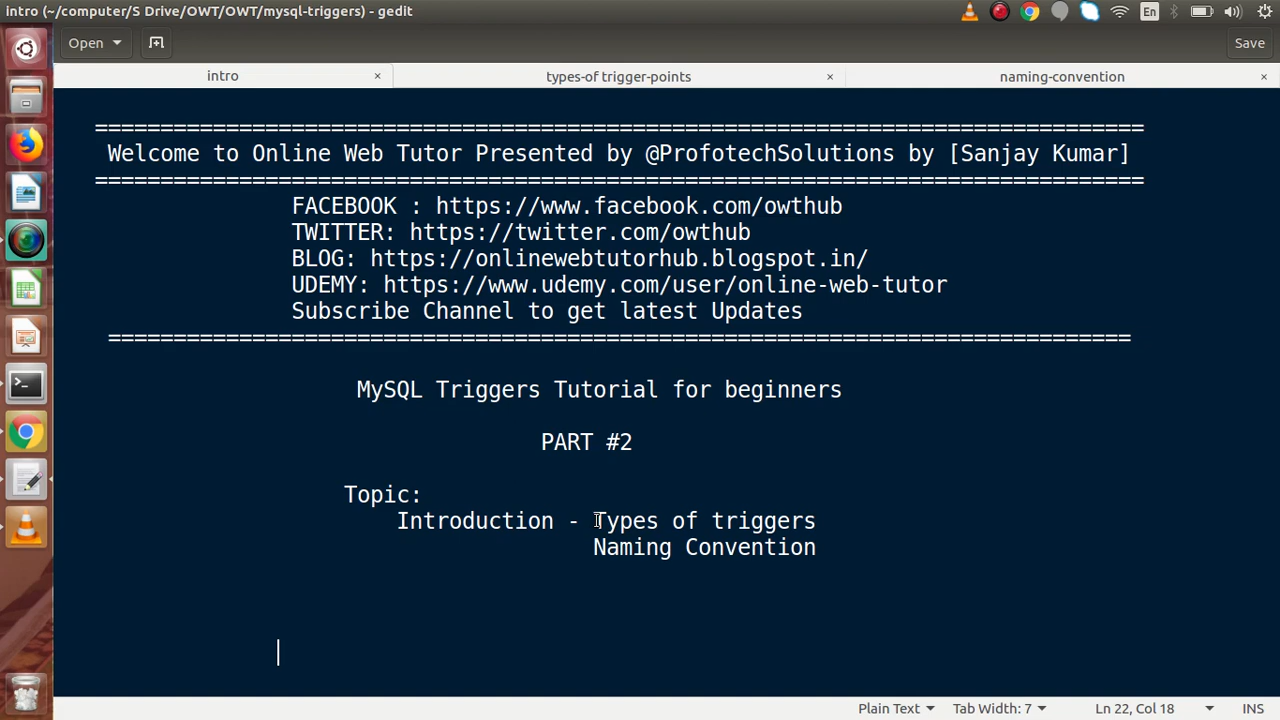 intro (~/computer/S Drive/OWT/OWT/mysql-triggers) - gedit
En
Open
Save
intro
types-of trigger-points
naming-convention
===============================================================================
Welcome to Online Web Tutor Presented by @ProfotechSolutions by [Sanjay Kumar]
===============================================================================
FACEBOOK : https://www.facebook.com/owthub
TWITTER: https://twitter.com/owthub
BLOG: https://onlinewebtutorhub.blogspot.in/
UDEMY: https://www.udemy.com/user/online-web-tutor
Subscribe Channel to get latest Updates
==============================================================================
MySQL Triggers Tutorial for beginners
PART #2
Topic:
Introduction - Types of triggers
Naming Convention
Plain Text
Tab Width: 7
Ln 22, Col 18
INS